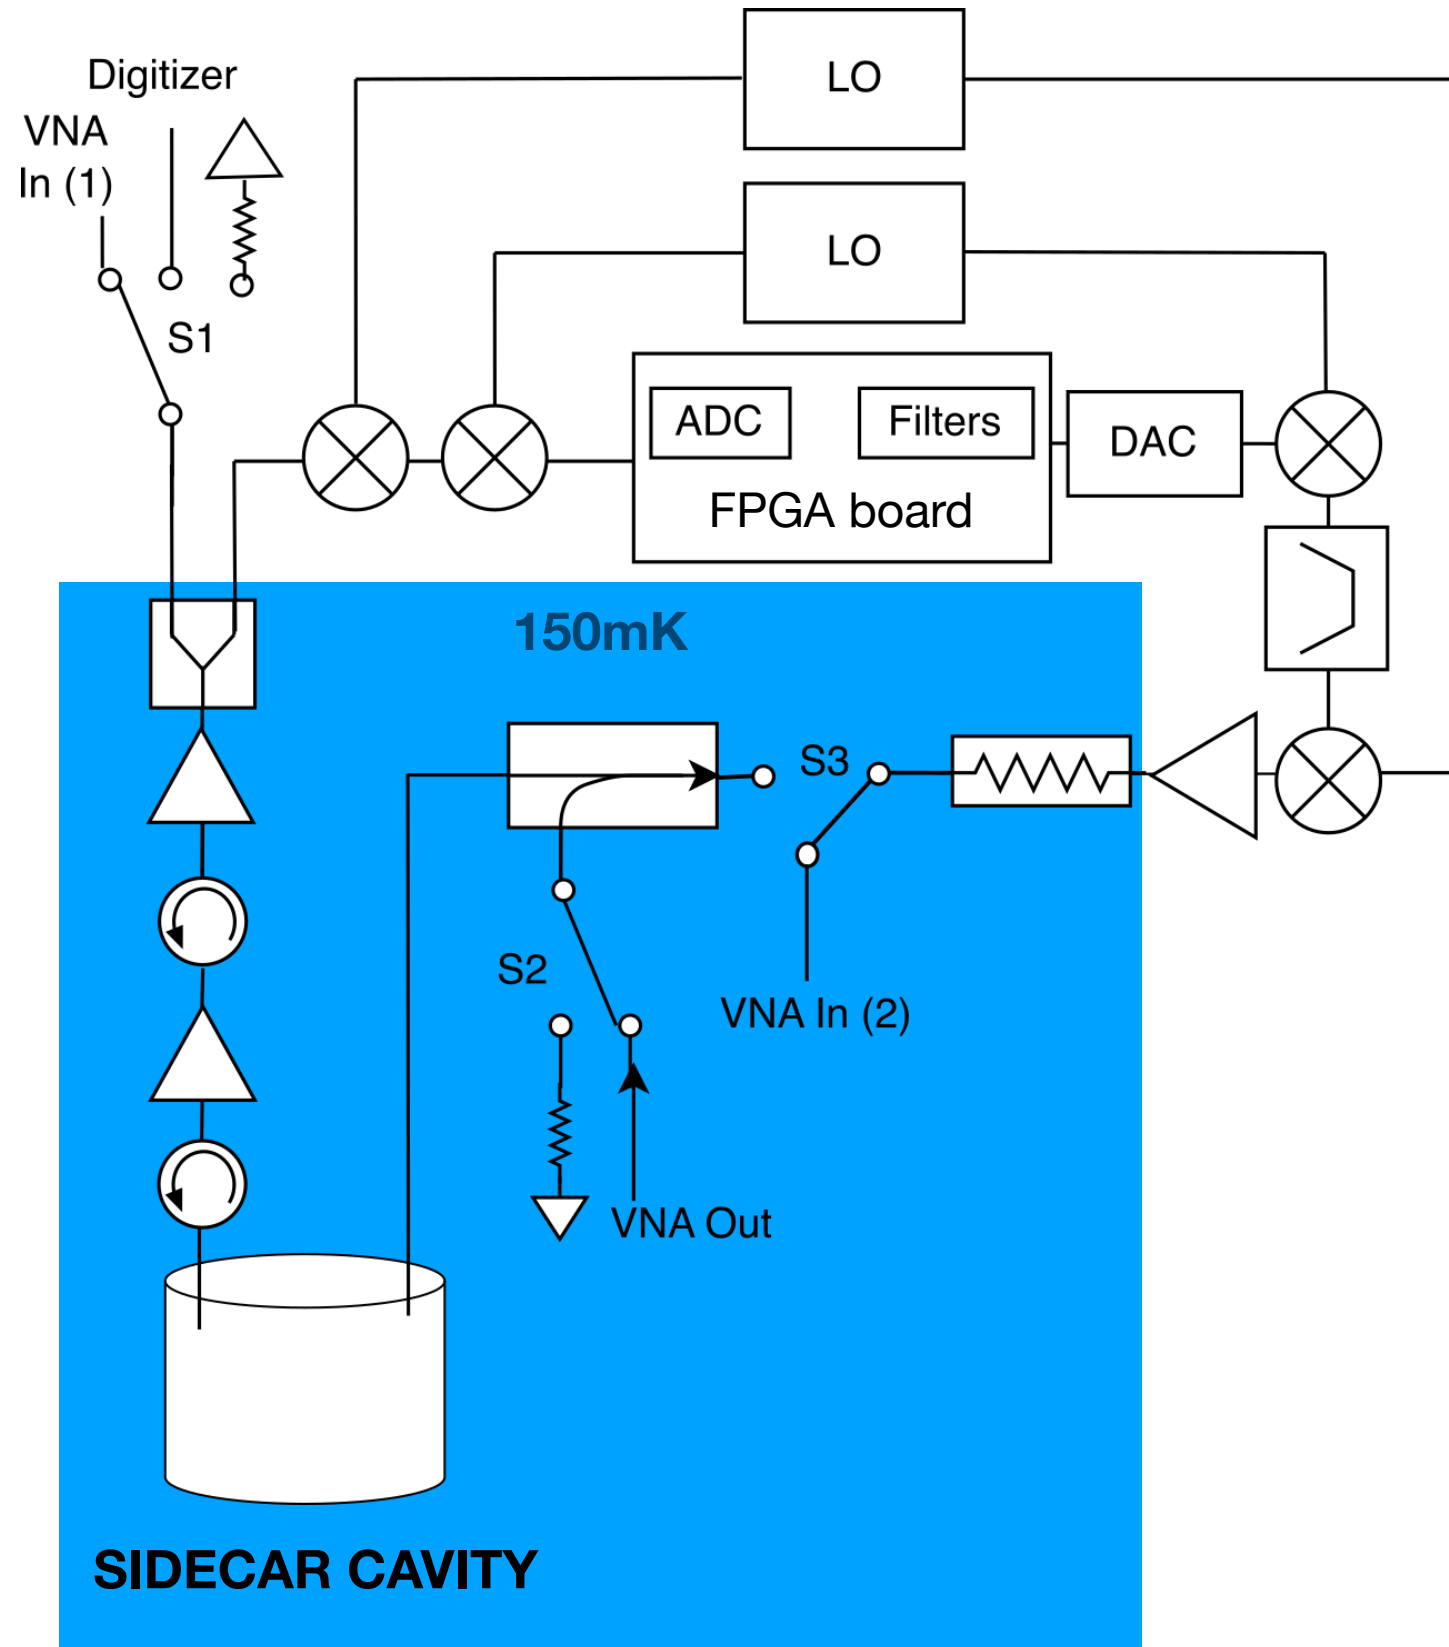 LO
Digitizer
VNA
In (1)
LO
S1
ADC
Filters
DAC
FPGA board
150mK
S3
S2
VNA In (2)
VNA Out
SIDECAR CAVITY